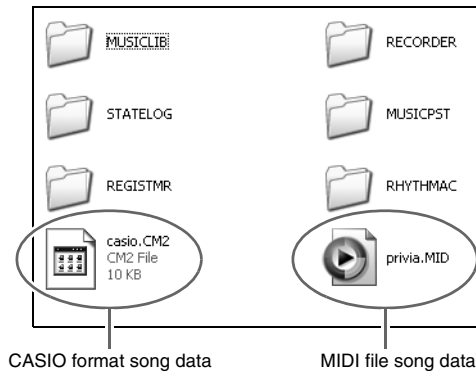 MUSICLIB
RECORDER
STATELOG
MUSICPST
REGISTMR
RHYTHMAC
casio.CM2
CM2 File
10 KB
privia.MID
CASIO format song data
MIDI file song data